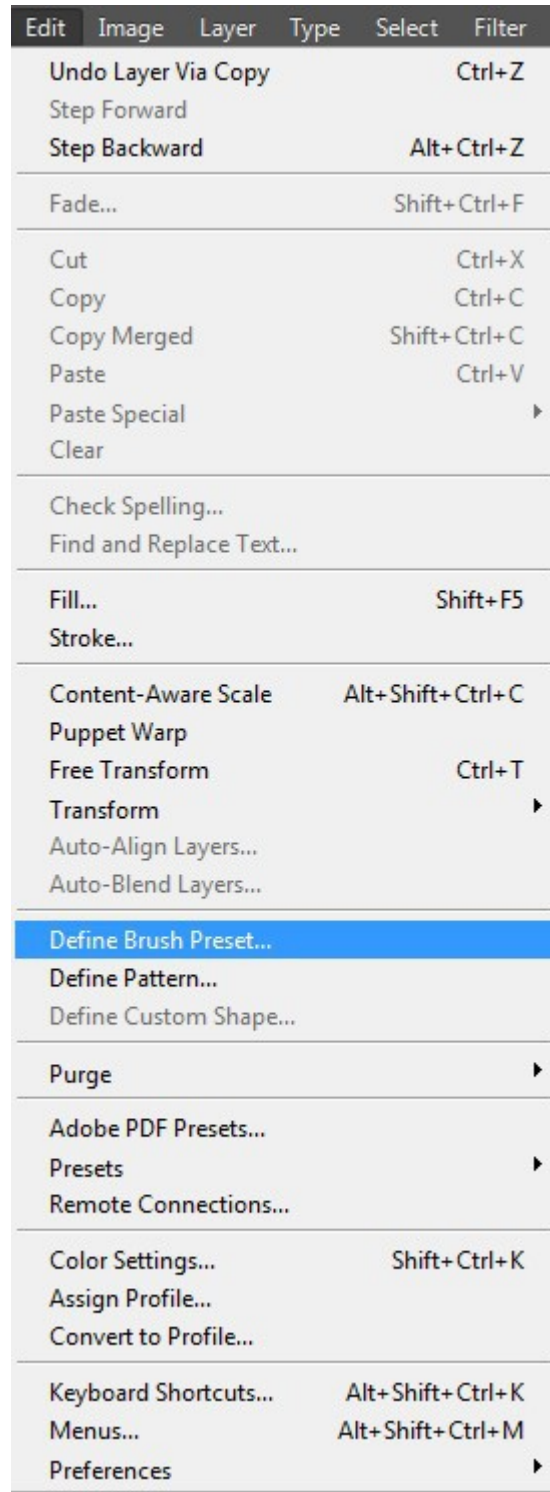 Edit Image Layer Type Select Filter
Undo Layer Via Copy Ctrl+Z
Step Forward
Step Backward Alt+Ctrl+Z
Fade... Shift+Ctrl+F
Cut Ctrl+X
Copy Ctrl+C
Copy Merged Shift+Ctrl+C
Paste Ctrl+V
Paste Special
Clear
Check Spelling...
Find and Replace Text...
Fill... Shift+F5
Stroke...
Content-Aware Scale Alt+Shift+Ctrl+C
Puppet Warp
Free Transform Ctrl+T
Transform
Auto-Align Layers...
Auto-Blend Layers...
Define Brush Preset...
Define Pattern...
Define Custom Shape...
Purge
Adobe PDF Presets...
Presets
Remote Connections...
Color Settings... Shift+Ctrl+K
Assign Profile...
Convert to Profile...
Keyboard Shortcuts... Alt+Shift+Ctrl+K
Menus... Alt+Shift+Ctrl+M
Preferences